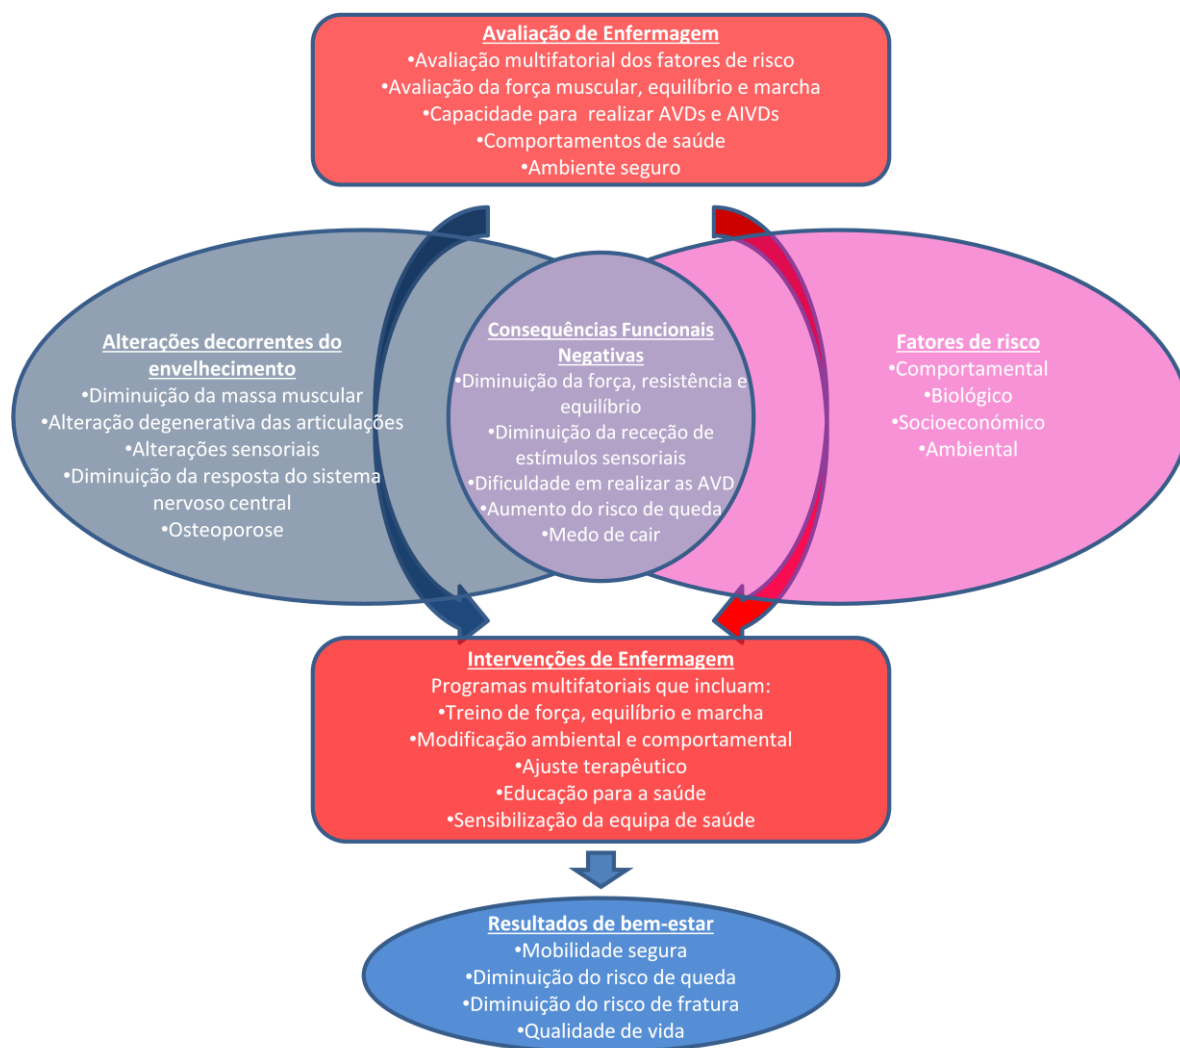 Avaliação de Enfermagem
•Avaliação multifatorial dos fatores de risco
•Avaliação da força muscular, equilíbrio e marcha
•Capacidade para realizar AVDs e AIVDs
•Comportamentos de saúde
•Ambiente seguro
Alterações decorrentes do
envelhecimento
•Diminuição da massa muscular
•Alteração degenerativa das articulações
•Alterações sensoriais
•Diminuição da resposta do sistema
nervoso central
•Osteoporose
Consequências Funcionais
Negativas
•Diminuição da força, resistência e
equilíbrio
•Diminuição da receção de
estímulos sensoriais
•Dificuldade em realizar as AVD
•Aumento do risco de queda
•Medo de cair
Fatores de risco
•Comportamental
•Biológico
•Socioeconómico
•Ambiental
Intervenções de Enfermagem
Programas multifatoriais que incluam:
•Treino de força, equilíbrio e marcha
•Modificação ambiental e comportamental
•Ajuste terapêutico
•Educação para a saúde
•Sensibilização da equipa de saúde
Resultados de bem-estar
•Mobilidade segura
•Diminuição do risco de queda
•Diminuição do risco de fratura
•Qualidade de vida